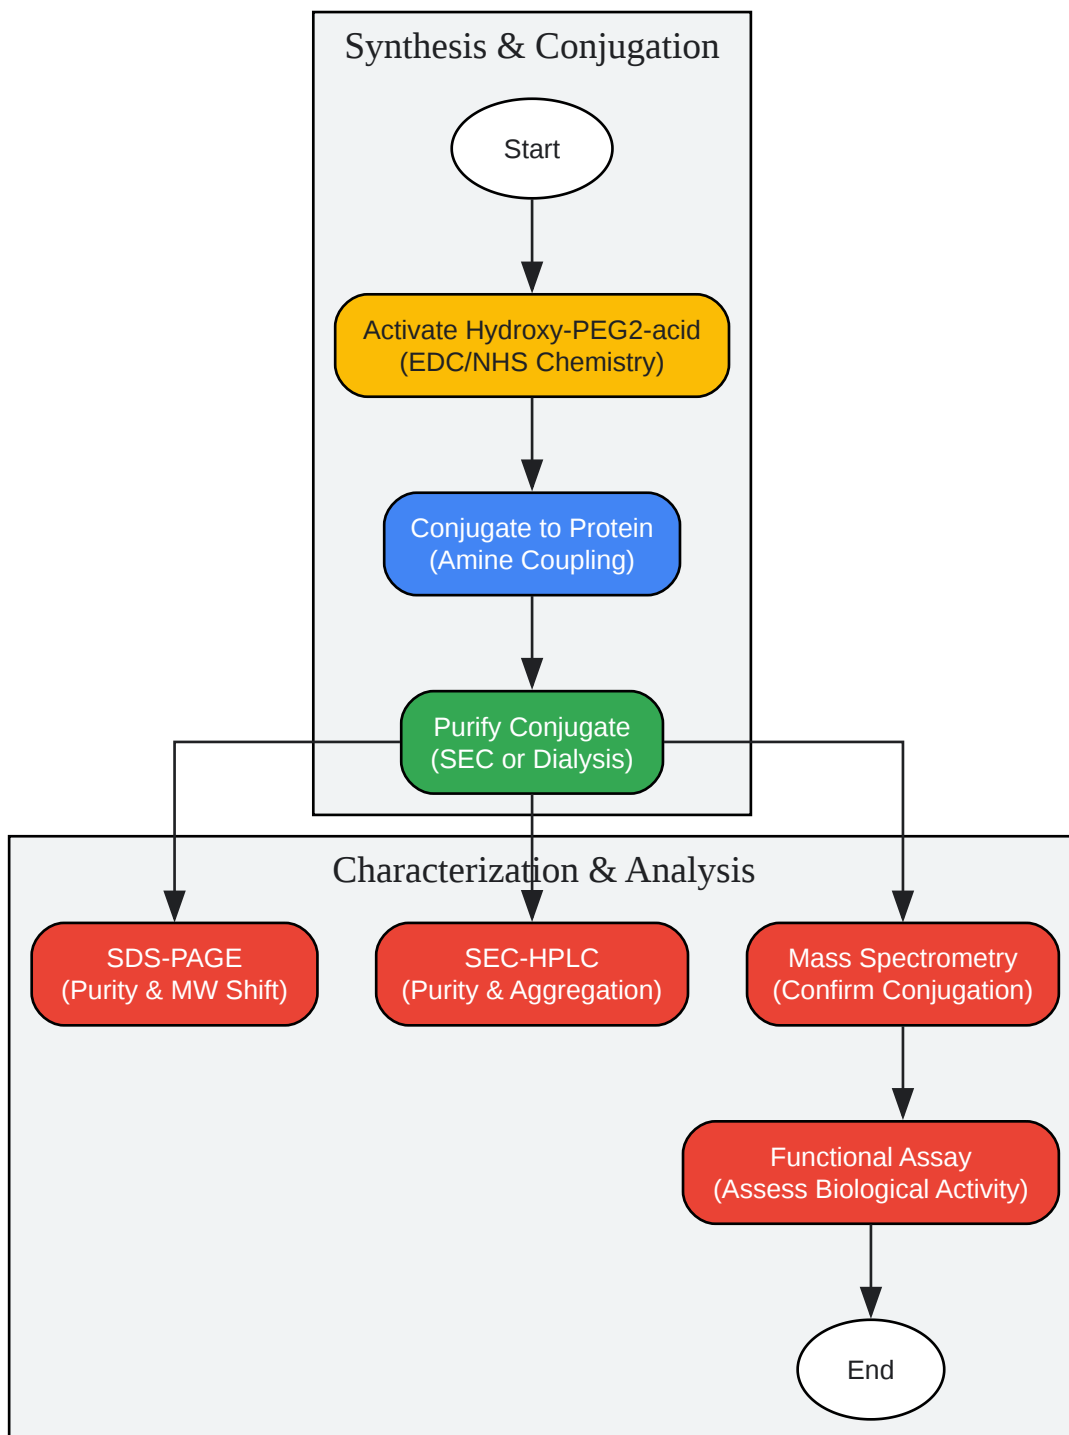 Synthesis & Conjugation
Start
Activate Hydroxy-PEG2-acid
(EDC/NHS Chemistry)
Conjugate to Protein
(Amine Coupling)
Purify Conjugate
(SEC or Dialysis)
Characterization & Analysis
SDS-PAGE
(Purity & MW Shift)
SEC-HPLC
(Purity & Aggregation)
Mass Spectrometry
(Confirm Conjugation)
Functional Assay
(Assess Biological Activity)
End